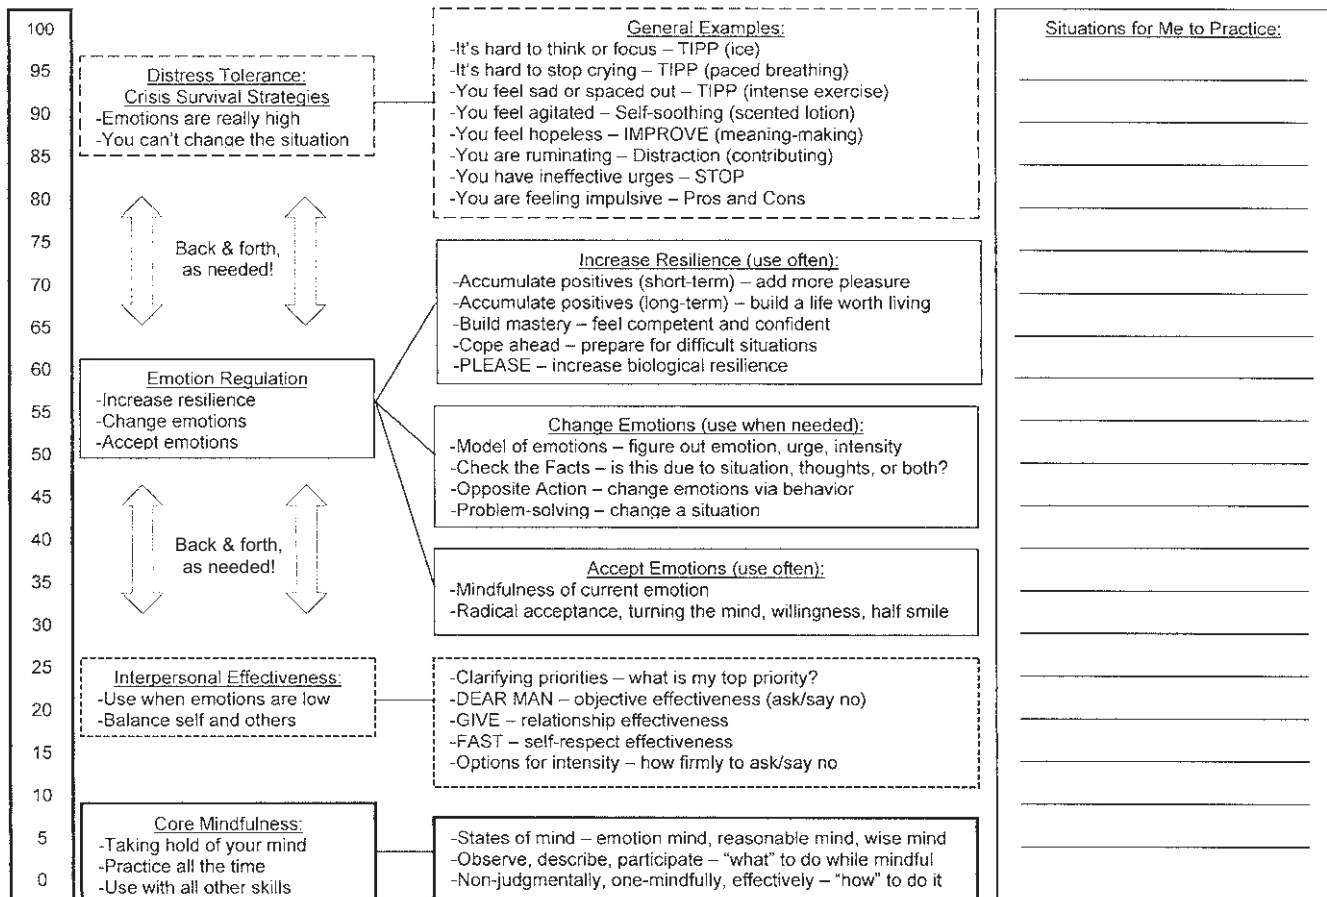 100
95
90
85
80
75
70
65
60
55
50
45
40
35
30
25
20
15
10
5
0
Distress Tolerance:
Crisis Survival Strategies
-Emotions are really high
-You can't change the situation
Back & forth,
as needed!
Emotion Regulation
-Increase resilience
-Change emotions
-Accept emotions
Back & forth,
as needed!
Interpersonal Effectiveness:
-Use when emotions are low
-Balance self and others
Core Mindfulness:
-Taking hold of your mind
-Practice all the time
-Use with all other skills
General Examples:
-It's hard to think or focus – TIPP (ice)
-It's hard to stop crying – TIPP (paced breathing)
-You feel sad or spaced out – TIPP (intense exercise)
-You feel agitated – Self-soothing (scented lotion)
-You feel hopeless – IMPROVE (meaning-making)
-You are ruminating – Distraction (contributing)
-You have ineffective urges – STOP
-You are feeling impulsive – Pros and Cons
Increase Resilience (use often):
-Accumulate positives (short-term) – add more pleasure
-Accumulate positives (long-term) – build a life worth living
-Build mastery – feel competent and confident
-Cope ahead – prepare for difficult situations
-PLEASE – increase biological resilience
Change Emotions (use when needed):
-Model of emotions – figure out emotion, urge, intensity
-Check the Facts – is this due to situation, thoughts, or both?
-Opposite Action – change emotions via behavior
-Problem-solving – change a situation
Accept Emotions (use often):
-Mindfulness of current emotion
-Radical acceptance, turning the mind, willingness, half smile
-Clarifying priorities – what is my top priority?
-DEAR MAN – objective effectiveness (ask/say no)
-GIVE – relationship effectiveness
-FAST – self-respect effectiveness
-Options for intensity – how firmly to ask/say no
-States of mind – emotion mind, reasonable mind, wise mind
-Observe, describe, participate – "what" to do while mindful
-Non-judgmentally, one-mindfully, effectively – "how" to do it
Situations for Me to Practice: